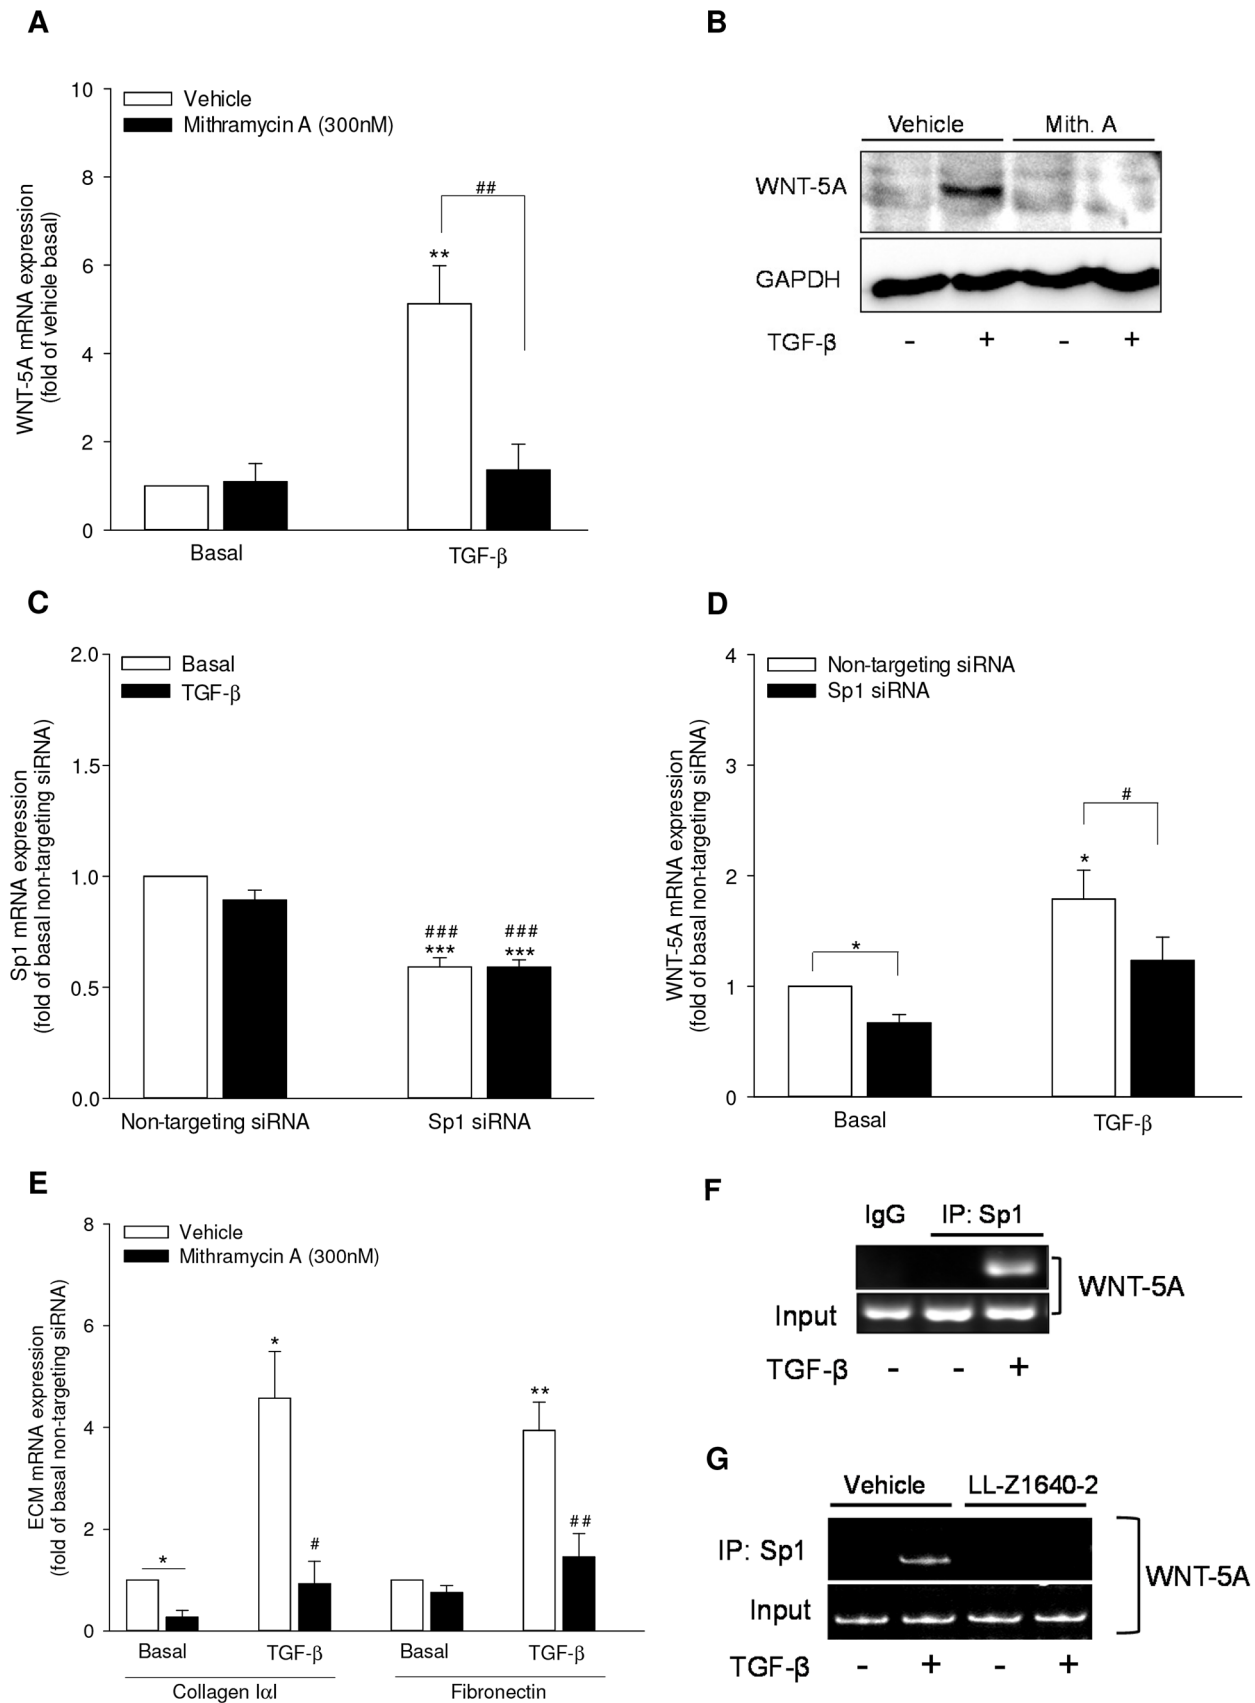 A
10
8
6
4
2
0
WNT-5A mRNA expression
(fold of vehicle basal)
Vehicle
Mithramycin A (300nM)
##
**
Basal
TGF-β
B
Vehicle
Mith. A
WNT-5A
GAPDH
TGF-β
-
+
-
+
C
2.0
1.5
1.0
0.5
0.0
Sp1 mRNA expression
(fold of basal non-targeting siRNA)
Basal
TGF-β
###
***
###
***
Non-targeting siRNA
Sp1 siRNA
D
4
3
2
1
0
WNT-5A mRNA expression
(fold of basal non-targeting siRNA)
Non-targeting siRNA
Sp1 siRNA
*
#
*
Basal
TGF-β
E
8
6
4
2
0
ECM mRNA expression
(fold of basal non-targeting siRNA)
Vehicle
Mithramycin A (300nM)
*
*
#
**
##
Basal
TGF-β
Basal
TGF-β
Collagen IαI
Fibronectin
F
IgG
IP: Sp1
WNT-5A
Input
TGF-β
-
-
+
G
Vehicle
LL-Z1640-2
IP: Sp1
WNT-5A
Input
TGF-β
-
+
-
+